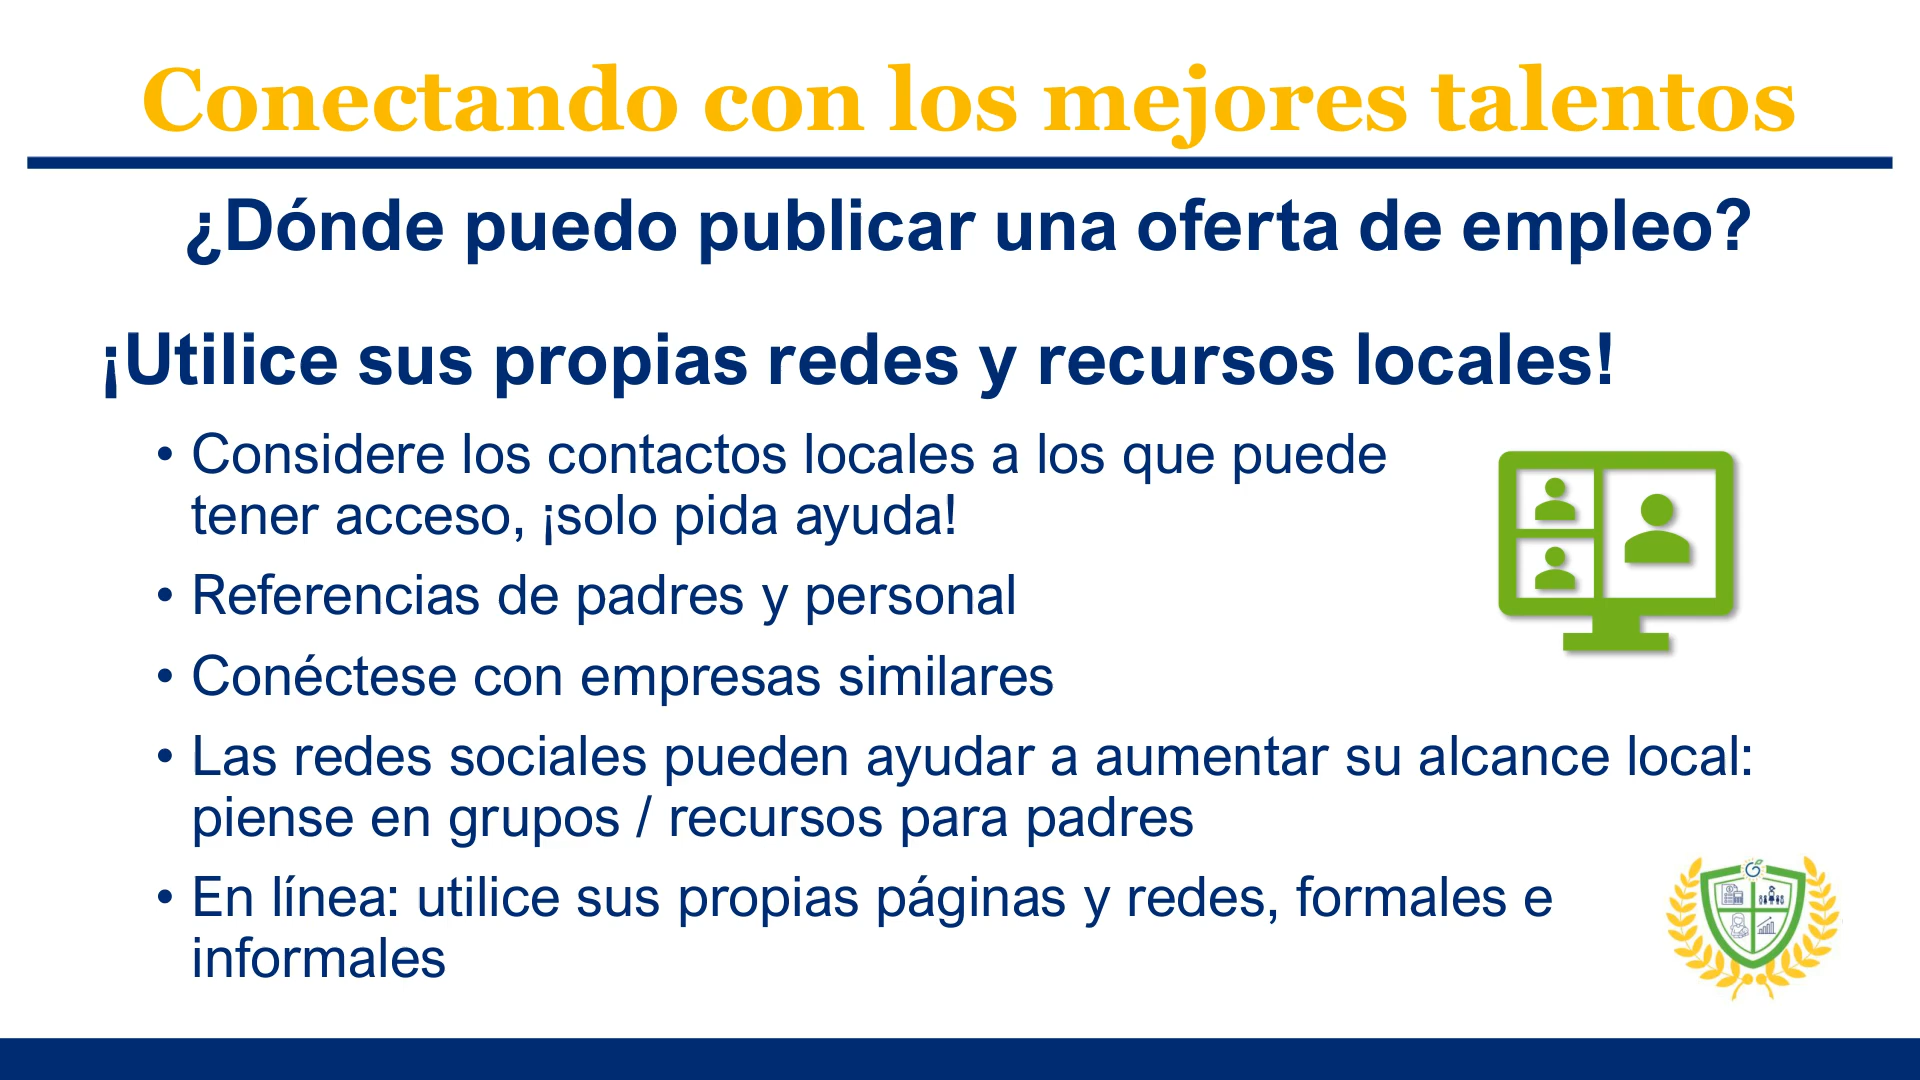 Conectando con los mejores talentos
¿Dónde puedo publicar una oferta de empleo?
¡Utilice sus propias redes y recursos locales!
• Considere los contactos locales a los que puede
tener acceso, ¡solo pida ayuda!
• Referencias de padres y personal
• Conéctese con empresas similares
• Las redes sociales pueden ayudar a aumentar su alcance local:
piense en grupos / recursos para padres
• En línea: utilice sus propias páginas y redes, formales e
informales